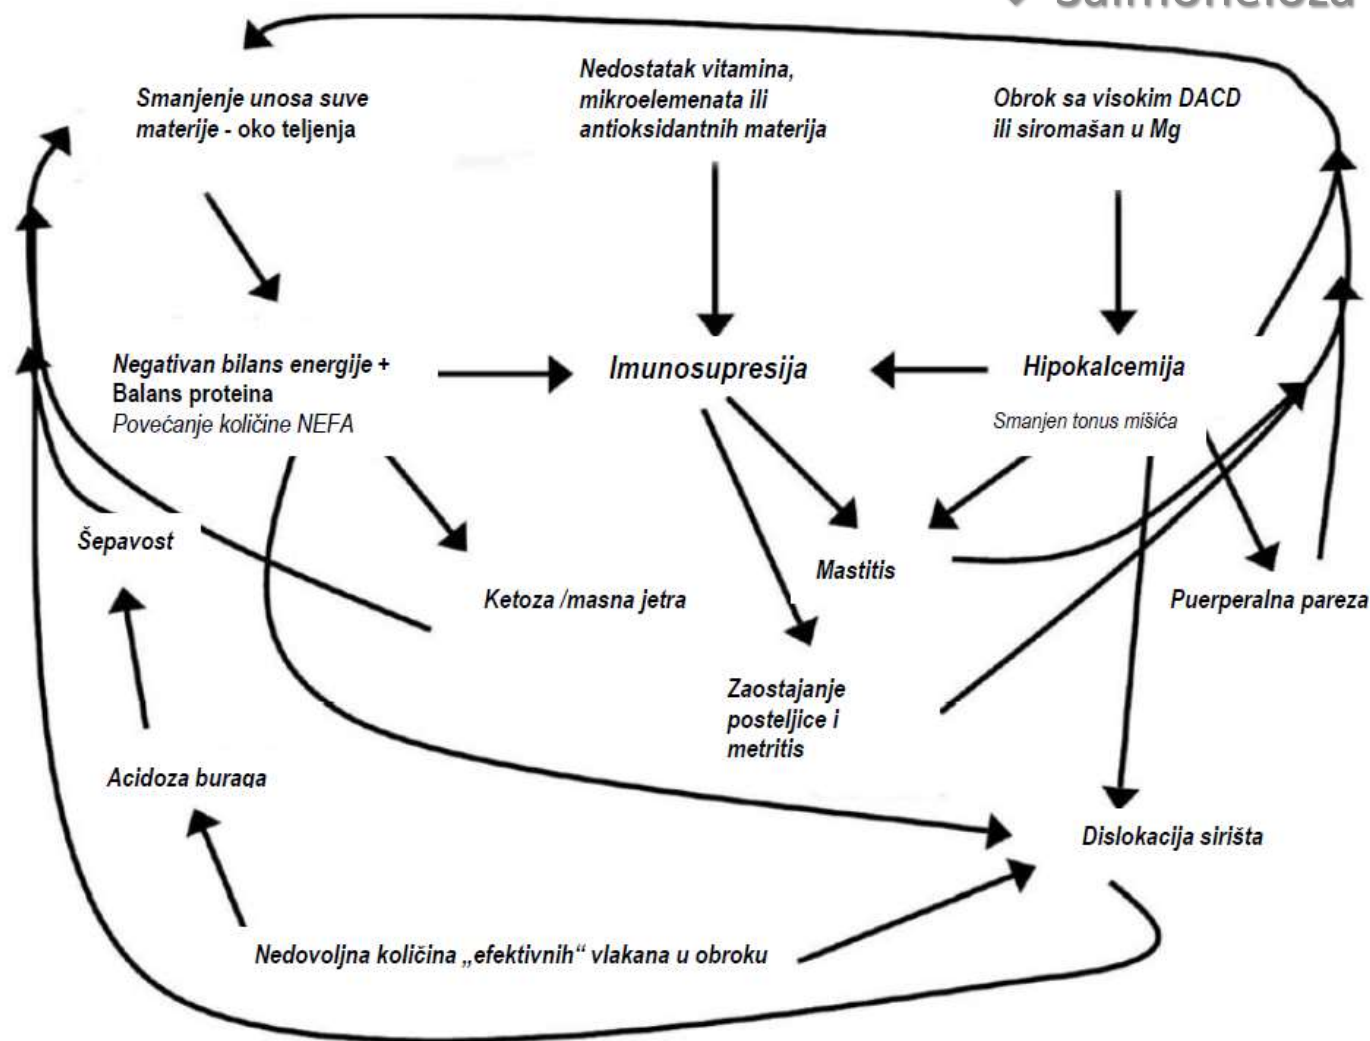 Salmoneloza
Smanjenje unosa suve
materije - oko teljenja
Nedostatak vitamina,
mikroelemenata ili
antioksidantnih materija
Obrok sa visokim DACD
ili siromašan u Mg
Negativan bilans energije +
Balans proteina
Povećanje količine NEFA
Imunosupresija
Hipokalcemija
Smanjen tonus mišića
Šepavost
Ketoza /masna jetra
Mastitis
Puerperalna pareza
Zaostajanje
posteljice i
metritis
Acidoza buraga
Dislokacija sirišta
Nedovoljna količina „efektivnih“ vlakana u obroku